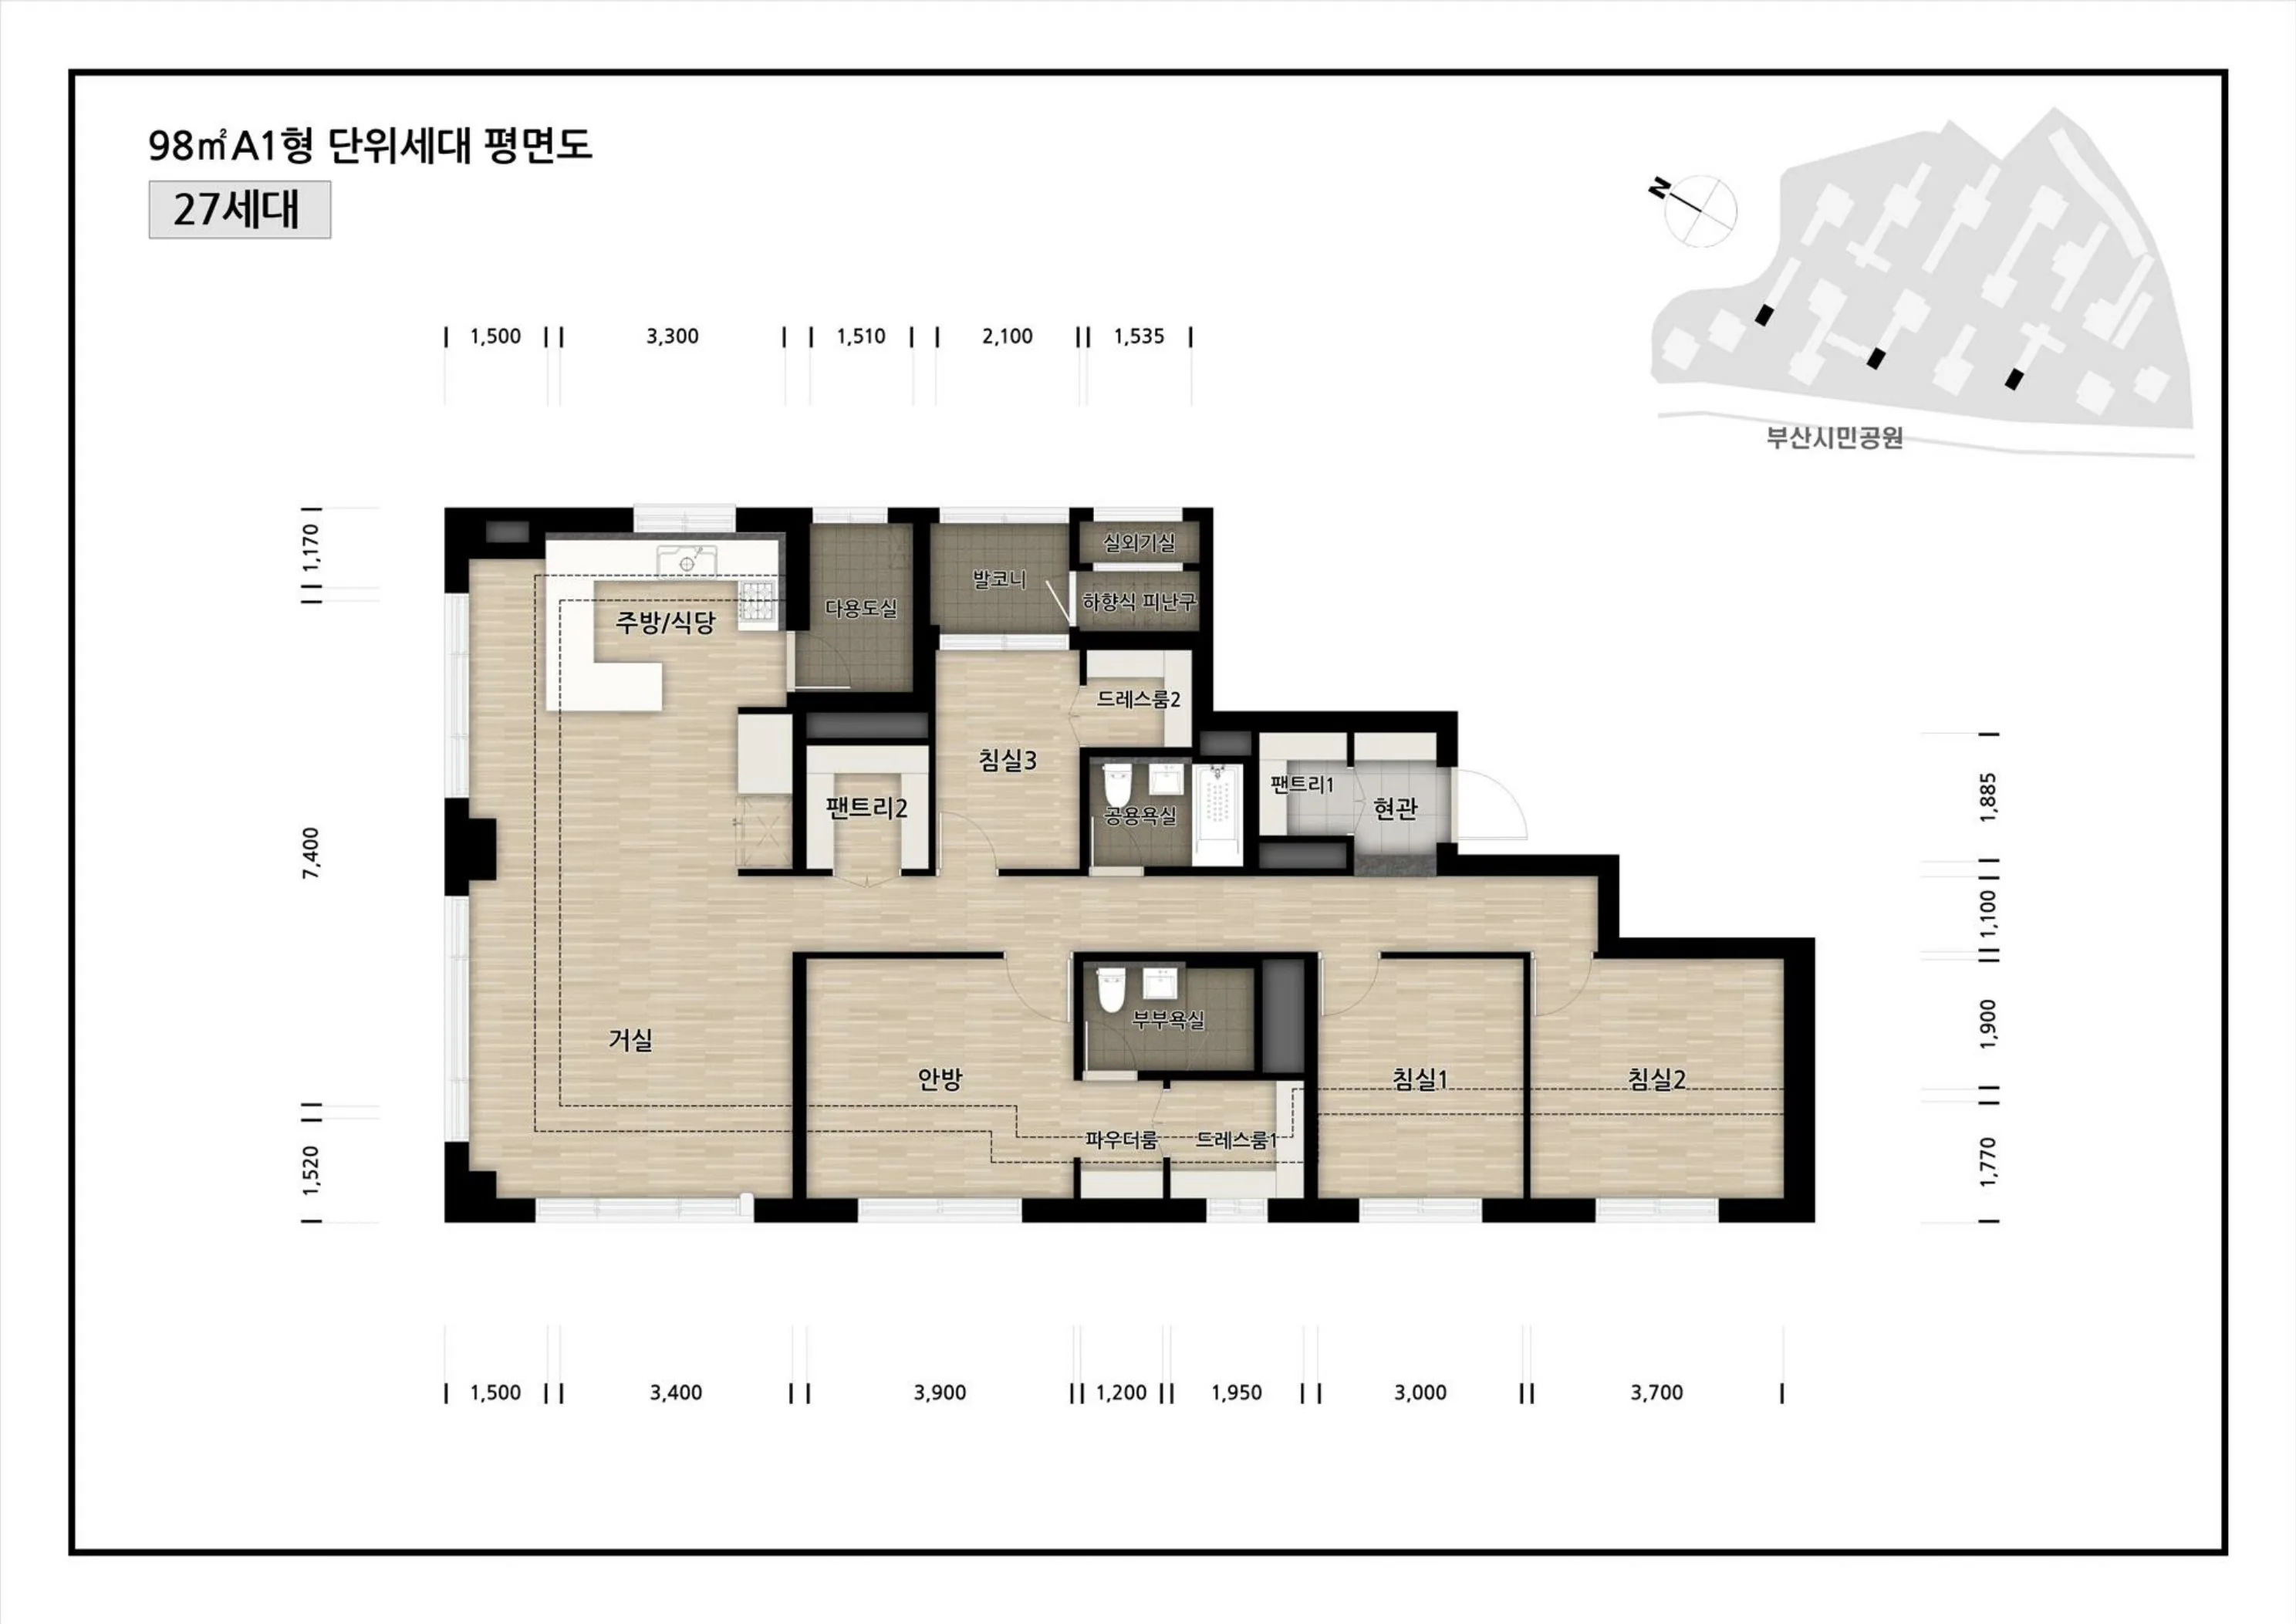 98㎡A1형 단위세대 평면도
27세대
N
부산시민공원
1,500 3,300 1,510 2,100 1,535
1,170
7,400
1,520
실외기실
발코니
하향식 피난구
다용도실
주방/식당
드레스룸2
침실3
팬트리1
현관
팬트리2
공용욕실
부부욕실
거실
안방
침실1
침실2
파우더룸
드레스룸1
1,885
1,100
1,900
1,770
1,500 3,400 3,900 1,200 1,950 3,000 3,700